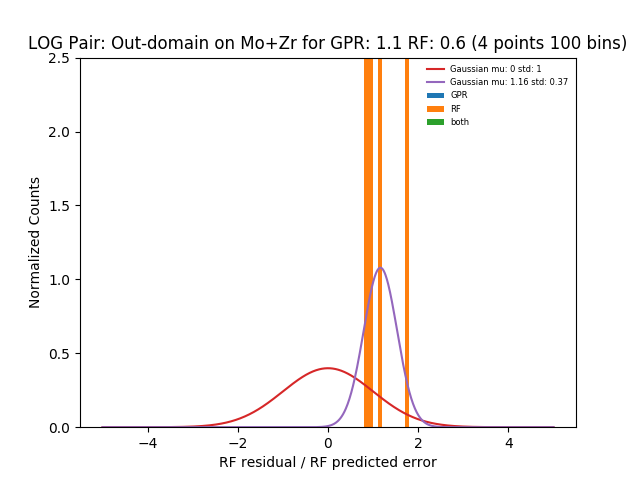 LOG Pair: Out-domain on Mo+Zr for GPR: 1.1 RF: 0.6 (4 points 100 bins)
2.5
2.0
1.5
1.0
0.5
0.0
Normalized Counts
Gaussian mu: 0 std: 1
Gaussian mu: 1.16 std: 0.37
GPR
RF
both
−4 −2 0 2 4
RF residual / RF predicted error